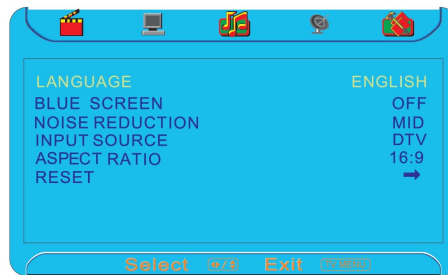 LANGUAGE ENGLISH
BLUE SCREEN OFF
NOISE REDUCTION MID
INPUT SOURCE DTV
ASPECT RATIO 16:9
RESET
Select Exit